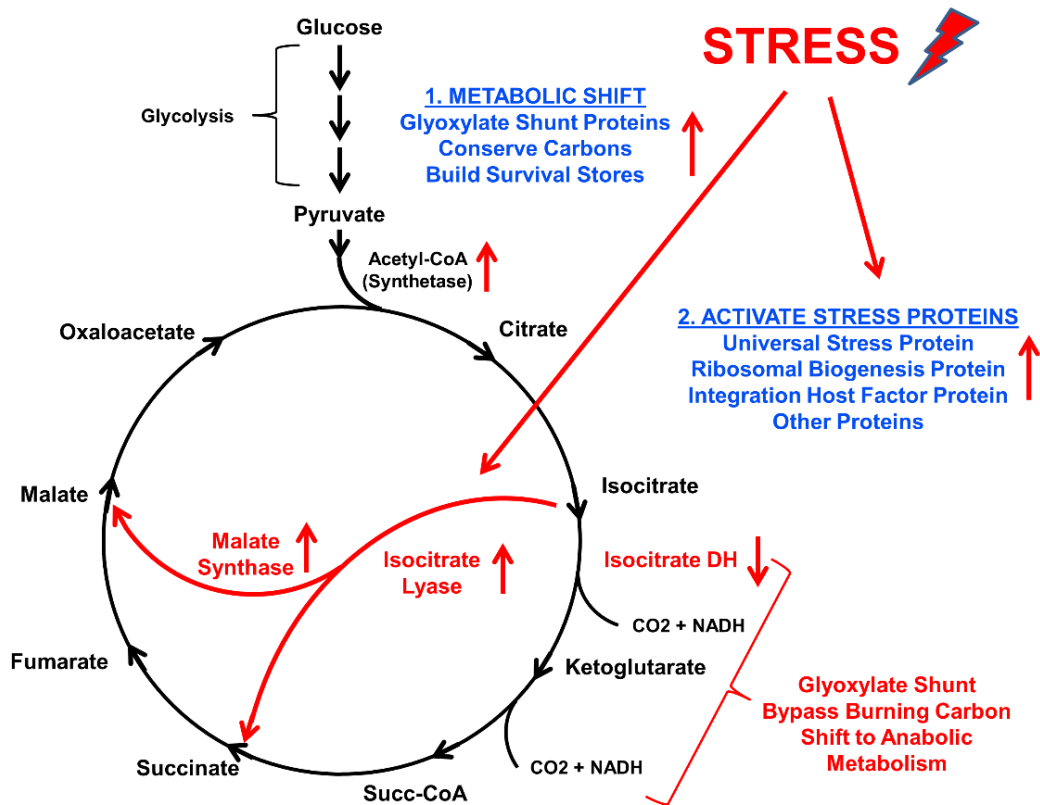 Glucose
STRESS
Glycolysis
1. METABOLIC SHIFT
Glyoxylate Shunt Proteins
Conserve Carbons
Build Survival Stores
Pyruvate
Acetyl-CoA
(Synthetase)
Oxaloacetate
Citrate
2. ACTIVATE STRESS PROTEINS
Universal Stress Protein
Ribosomal Biogenesis Protein
Integration Host Factor Protein
Other Proteins
Malate
Isocitrate
Malate
Synthase
Isocitrate
Lyase
Isocitrate DH
CO2 + NADH
Fumarate
Ketoglutarate
Glyoxylate Shunt
Bypass Burning Carbon
Shift to Anabolic
Metabolism
Succinate
CO2 + NADH
Succ-CoA